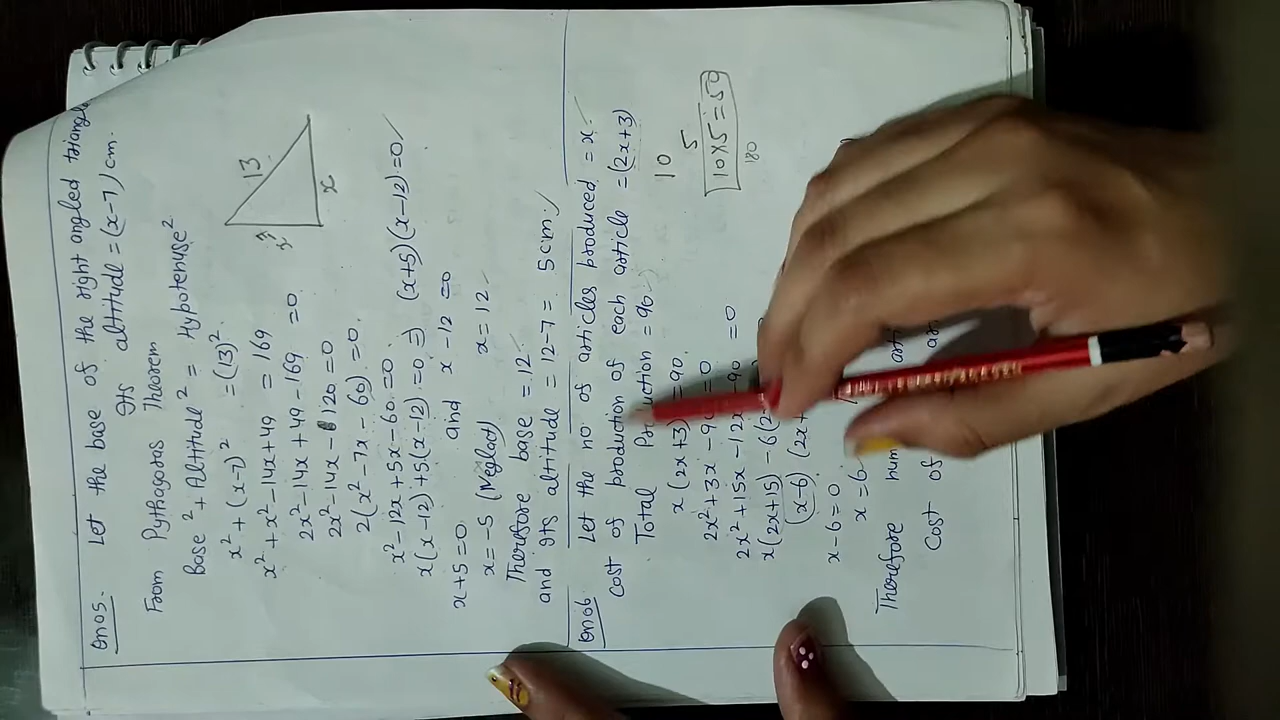 Qno5. Let the base of the right angled triangle
Its altitude = (x-7) cm.
From Pythagoras Theorem
Base² + Altitude² = Hypotenuse²
x² + (x-7)² = (13)²
x² + x² - 14x + 49 = 169
2x² - 14x + 49 - 169 = 0
2x² - 14x - 120 = 0
2(x² - 7x - 60) = 0
x² - 12x + 5x - 60 = 0
x(x-12) + 5(x-12) = 0 ⇒ (x+5)(x-12) = 0
x+5=0 and x-12=0
x = -5 (Neglect) x = 12
Therefore base = 12
and its altitude = 12-7 = 5cm.
13
x
Qno6 Let the no of articles produced = x
Cost of production of each article = (2x+3)
Total Production = 90
x(2x+3) = 90
2x² + 3x - 90 = 0
2x² + 15x - 12x - 90 = 0
x(2x+15) - 6(2
(x-6) (2x+
x-6=0
x=6
Therefore
Cost of
10
5
10×5=59
180